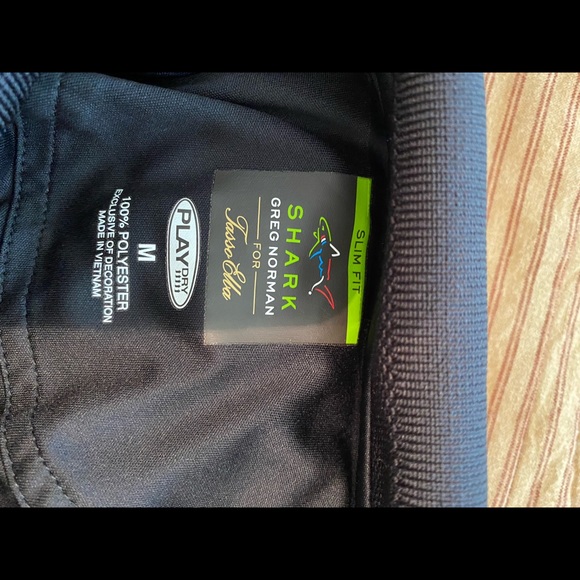 SLIM FIT
SHARK
GREG NORMAN
FOR
Tasso Elba
PLAY
DRY
M
100% POLYESTER
EXCLUSIVE OF DECORATION
MADE IN VIETNAM